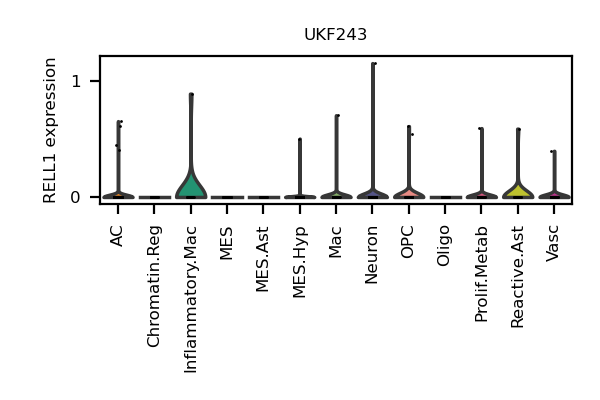 UKF243
RELL1 expression
1
0
AC
Chromatin.Reg
Inflammatory.Mac
MES
MES.Ast
MES.Hyp
Mac
Neuron
OPC
Oligo
Prolif.Metab
Reactive.Ast
Vasc